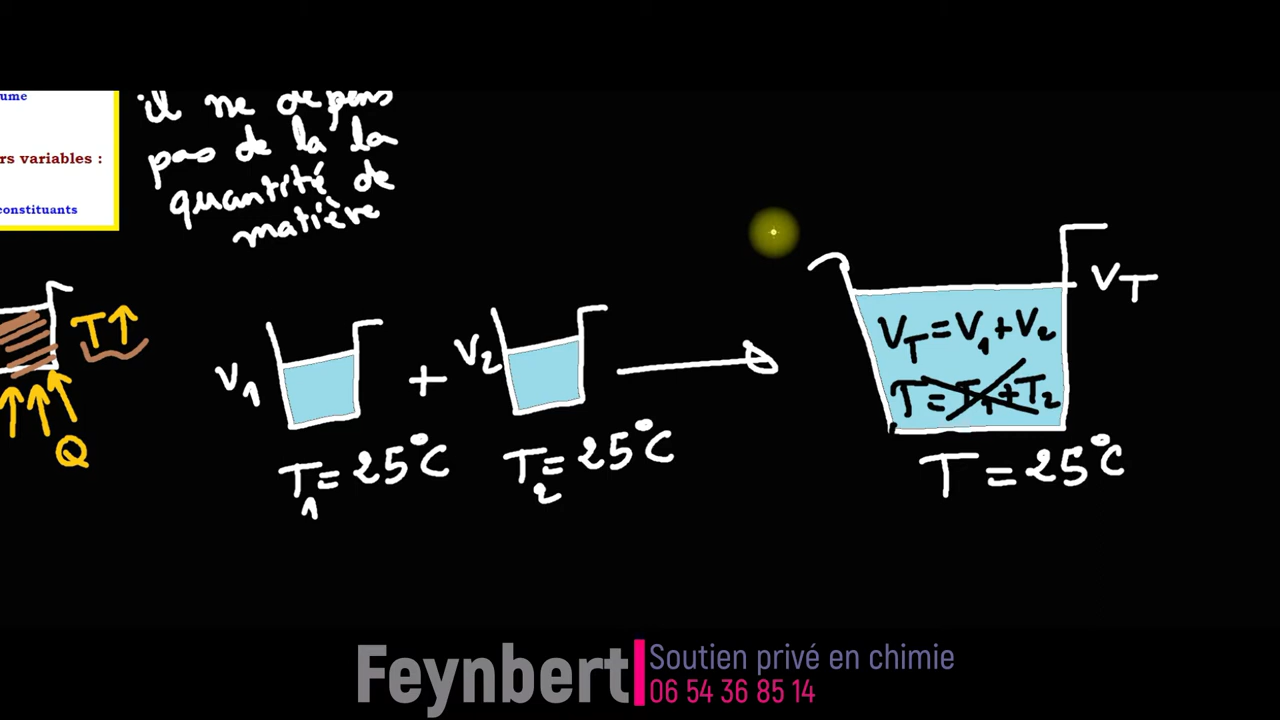 ume
rs variables :
constituants
il ne dépens
pas de la la
quantité de
matière
T↑
Q
V1
+
V2
T1 = 25°C
T2 = 25°C
VT
VT = V1 + V2
T = T1 + T2
T = 25°C
Feynbert
Soutien privé en chimie
06 54 36 85 14